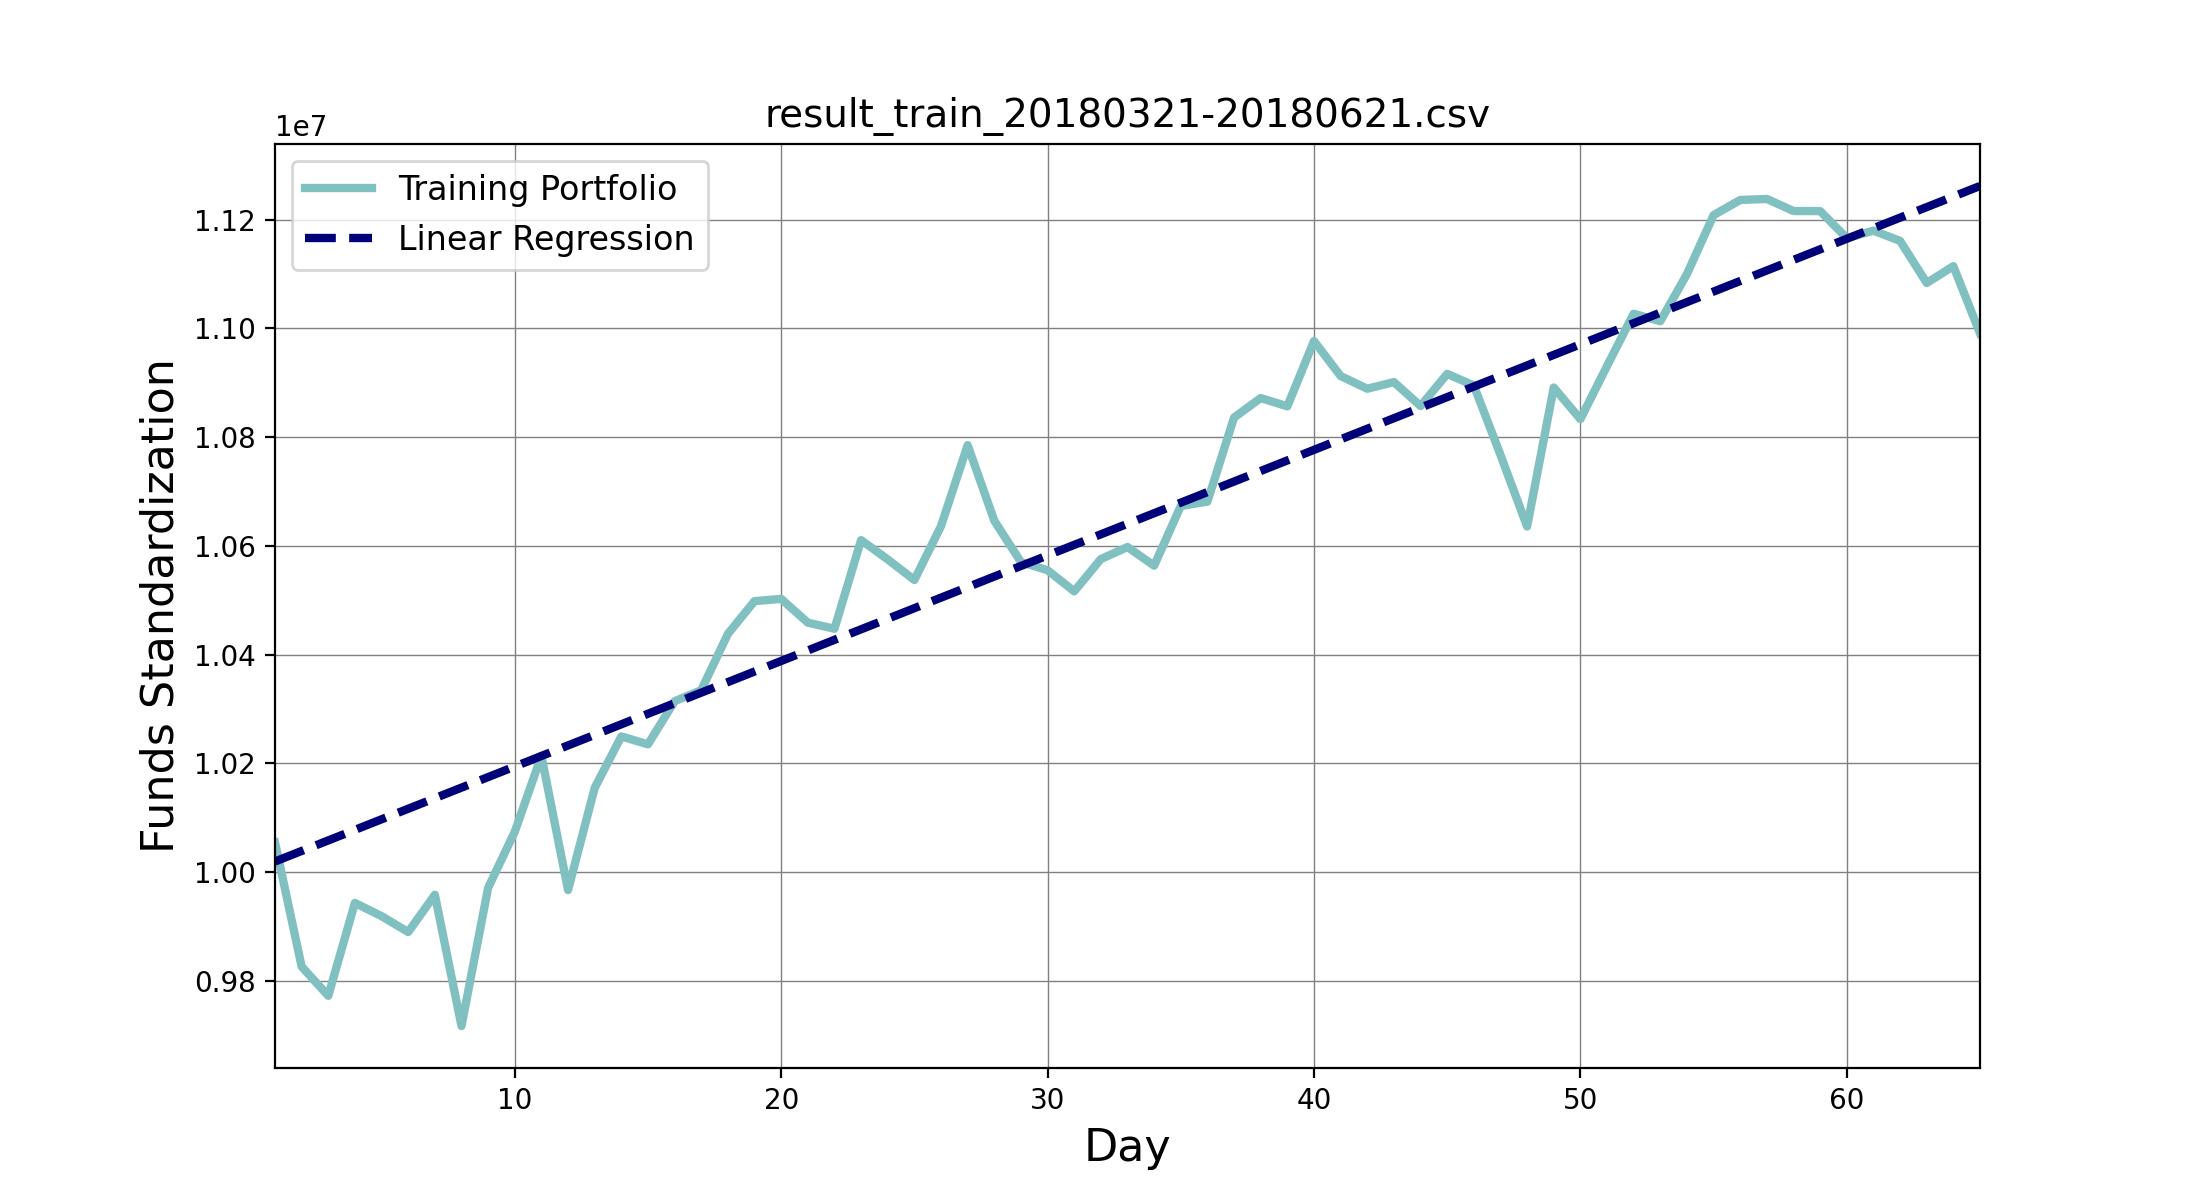 result_train_20180321-20180621.csv
1e7
Training Portfolio
Linear Regression
1.12
1.10
1.08
1.06
1.04
1.02
1.00
0.98
Funds Standardization
10 20 30 40 50 60
Day